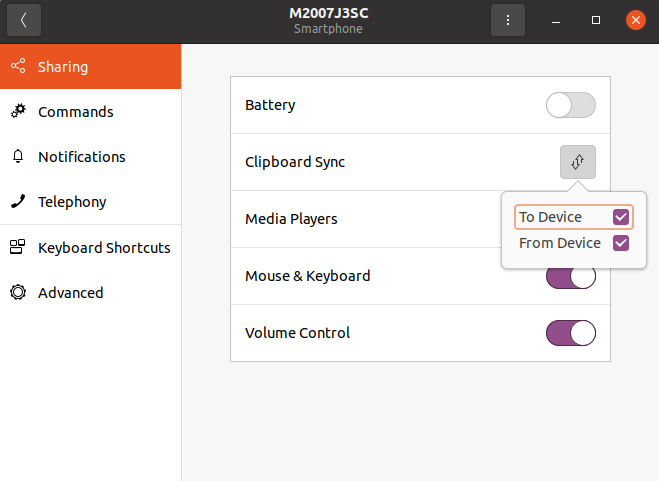 M2007J3SC
Smartphone
Sharing
Commands
Notifications
Telephony
Keyboard Shortcuts
Advanced
Battery
Clipboard Sync
To Device
From Device
Media Players
Mouse & Keyboard
Volume Control